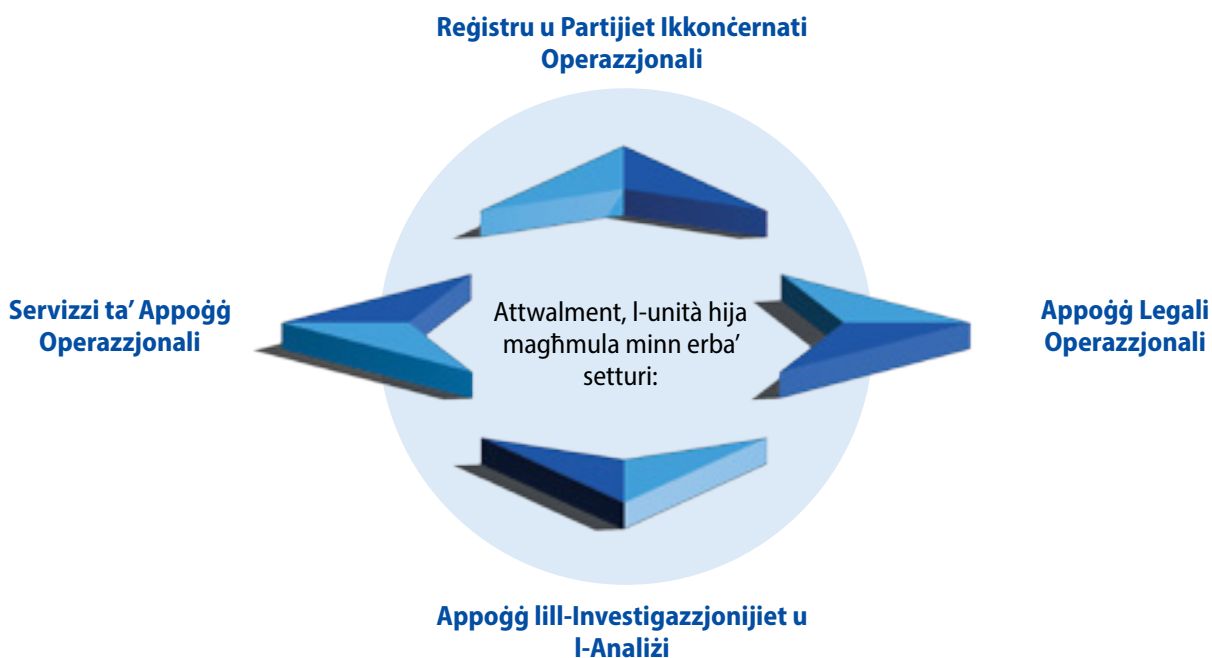 Reġistru u Partijiet Ikkonċernati
Operazzjonali
Servizzi ta’ Appoġġ
Operazzjonali
Attwalment, l-unità hija
magħmula minn erba’
setturi:
Appoġġ Legali
Operazzjonali
Appoġġ lill-Investigazzjonijiet u
l-Analiżi